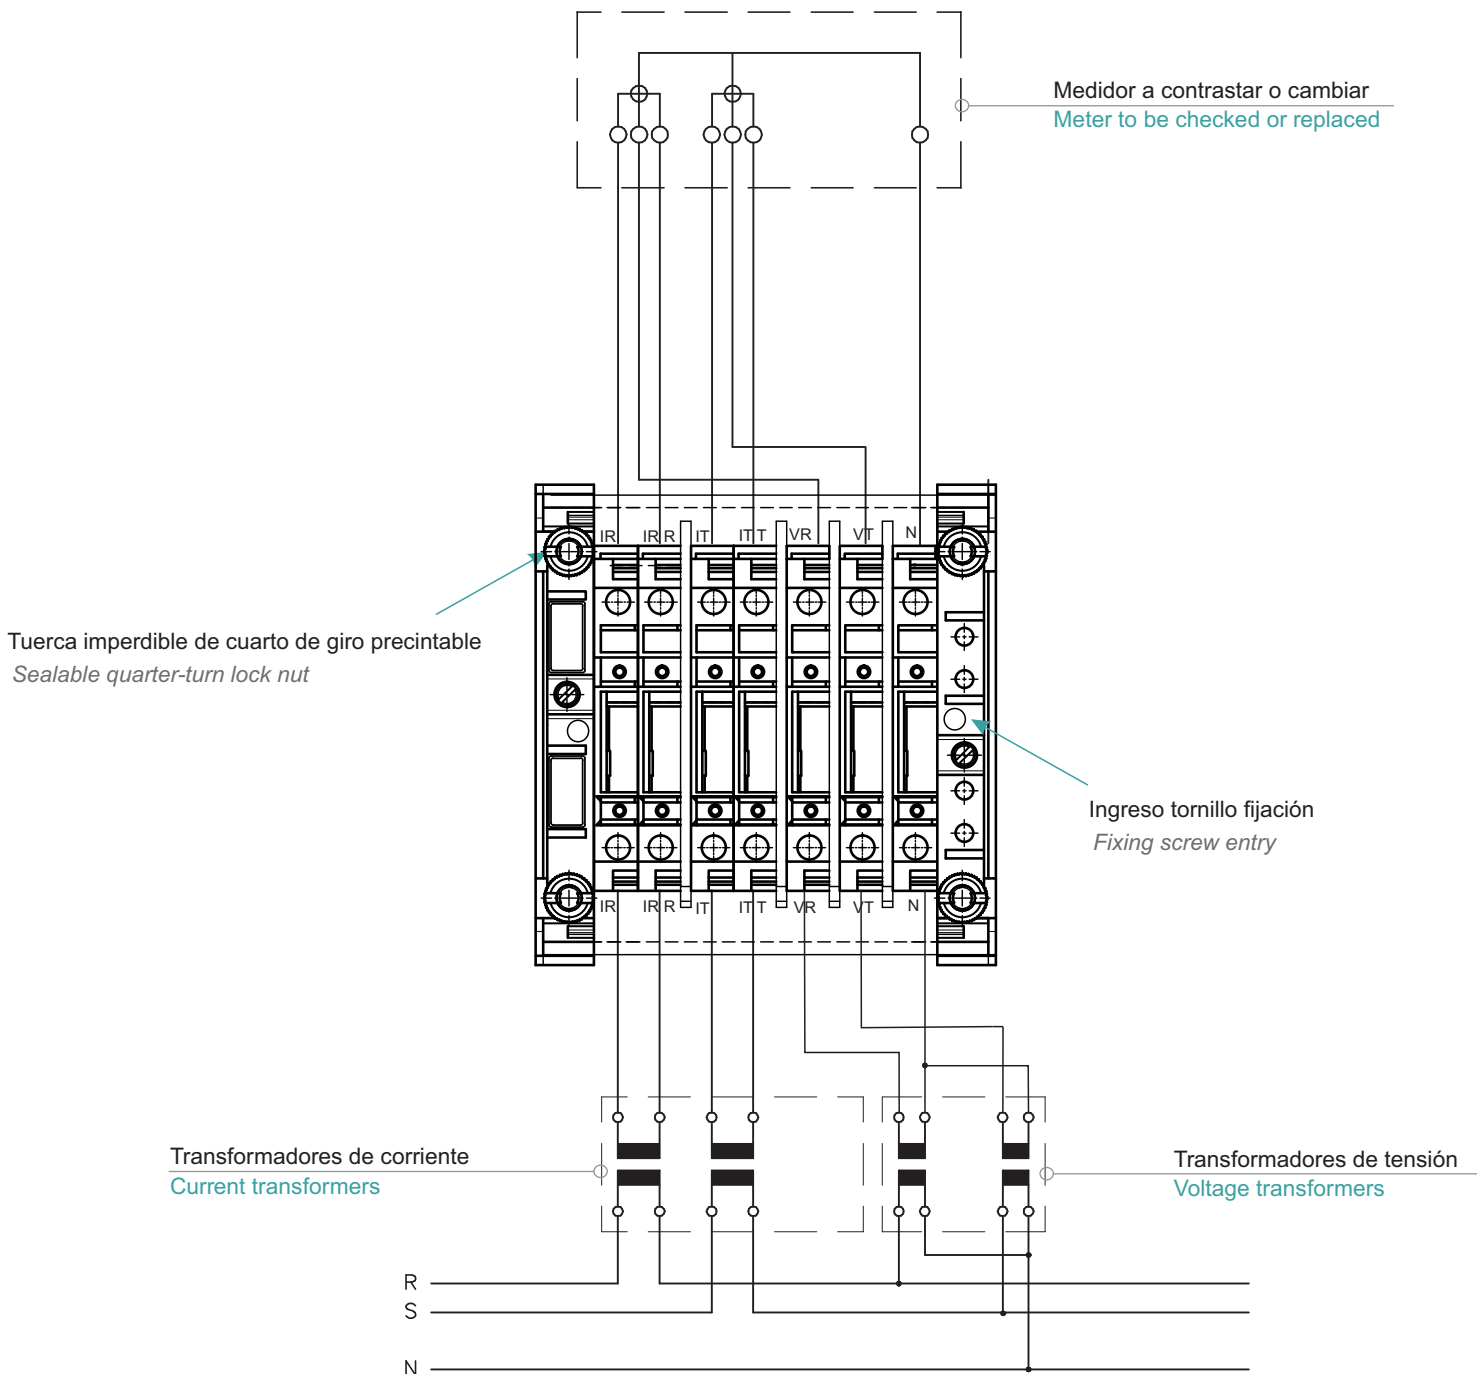 Medidor a contrastar o cambiar
Meter to be checked or replaced
IR IR R IT IT T VR VT N
Tuerca imperdible de cuarto de giro precintable
Sealable quarter-turn lock nut
Ingreso tornillo fijación
Fixing screw entry
IR IR R IT IT T VR VT N
Transformadores de corriente
Current transformers
Transformadores de tensión
Voltage transformers
R
S
N